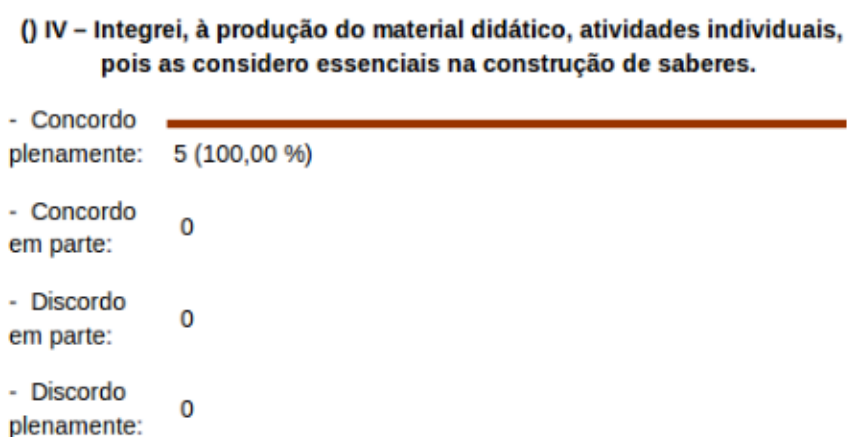 () IV – Integrei, à produção do material didático, atividades individuais,
pois as considero essenciais na construção de saberes.
- Concordo
plenamente: 5 (100,00 %)
- Concordo
em parte:
0
- Discordo
em parte:
0
- Discordo
plenamente:
0